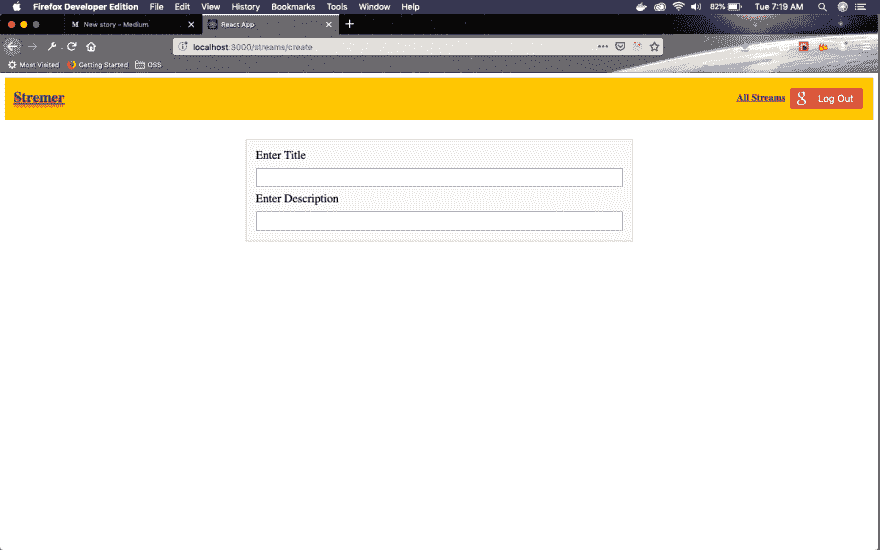 Firefox Developer Edition File Edit View History Bookmarks Tools Window Help 82% Tue 7:19 AM
M New story – Medium React App
localhost:3000/streams/create
Most Visited Getting Started OSS
Stremer All Streams g Log Out
Enter Title
Enter Description